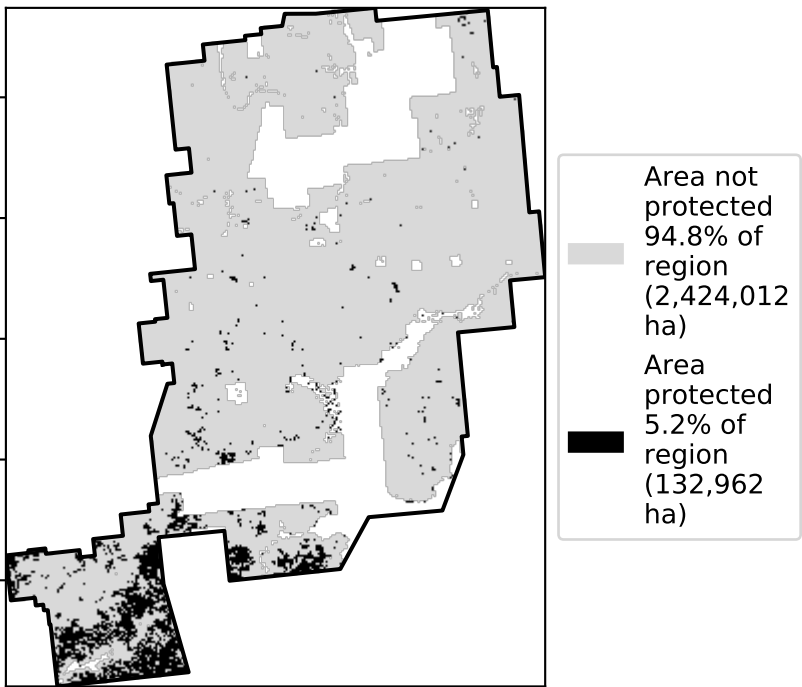 Area not
protected
94.8% of
region
(2,424,012
ha)
Area
protected
5.2% of
region
(132,962
ha)